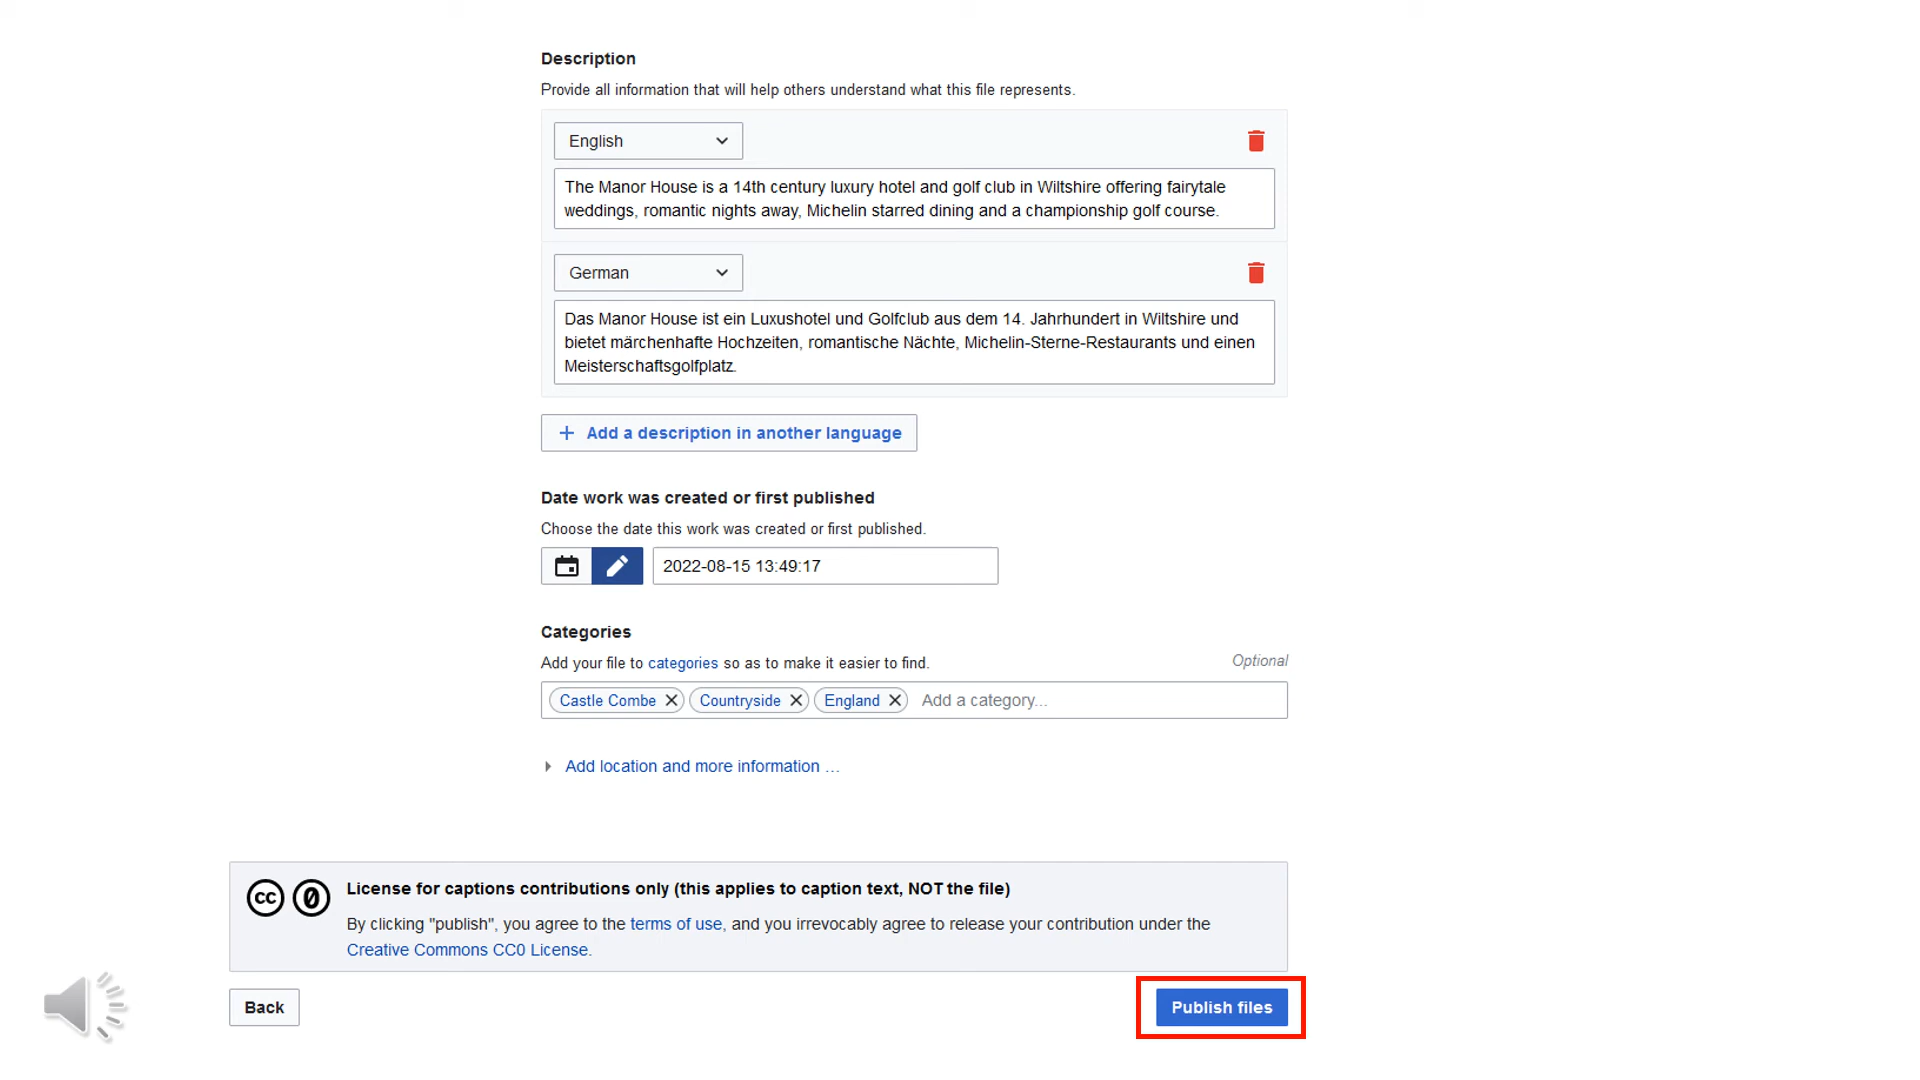 Description
Provide all information that will help others understand what this file represents.
English
The Manor House is a 14th century luxury hotel and golf club in Wiltshire offering fairytale
weddings, romantic nights away, Michelin starred dining and a championship golf course.
German
Das Manor House ist ein Luxushotel und Golfclub aus dem 14. Jahrhundert in Wiltshire und
bietet märchenhafte Hochzeiten, romantische Nächte, Michelin-Sterne-Restaurants und einen
Meisterschaftsgolfplatz.
+ Add a description in another language
Date work was created or first published
Choose the date this work was created or first published.
2022-08-15 13:49:17
Categories
Add your file to categories so as to make it easier to find.
Optional
Castle Combe Countryside England Add a category...
Add location and more information …
License for captions contributions only (this applies to caption text, NOT the file)
By clicking "publish", you agree to the terms of use, and you irrevocably agree to release your contribution under the
Creative Commons CC0 License.
Back
Publish files